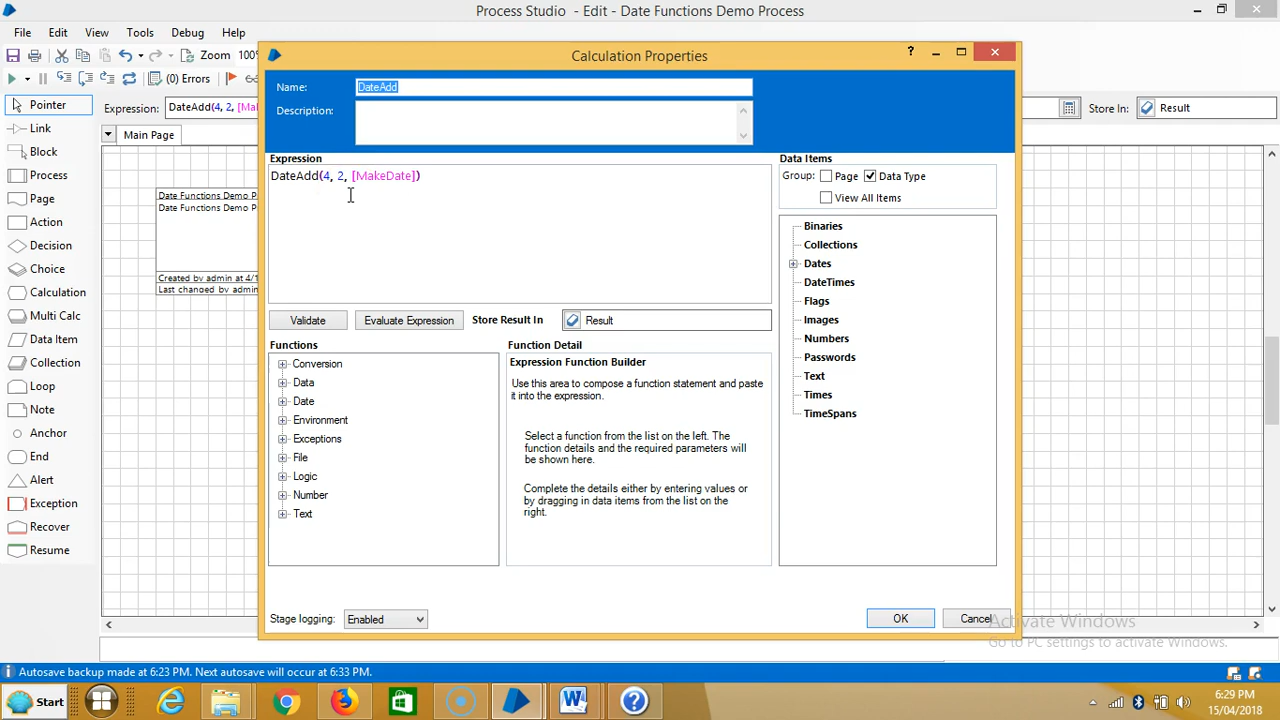 Process Studio - Edit - Date Functions Demo Process
File Edit View Tools Debug Help
Zoom 100%
(0) Errors
Calculation Properties
Name: DateAdd
Description:
Pointer
Link
Block
Process
Page
Action
Decision
Choice
Calculation
Multi Calc
Data Item
Collection
Loop
Note
Anchor
End
Alert
Exception
Recover
Resume
Expression: DateAdd(4, 2, [Ma
Store In: Result
Main Page
Date Functions Demo P
Date Functions Demo P
Created by admin at 4/1
Last changed by admin
Expression
DateAdd(4, 2, [MakeDate])
Validate
Evaluate Expression
Store Result In
Result
Functions
Conversion
Data
Date
Environment
Exceptions
File
Logic
Number
Text
Function Detail
Expression Function Builder
Use this area to compose a function statement and paste
it into the expression.
Select a function from the list on the left. The
function details and the required parameters will
be shown here.
Complete the details either by entering values or
by dragging in data items from the list on the
right.
Data Items
Group: Page Data Type
View All Items
Binaries
Collections
Dates
DateTimes
Flags
Images
Numbers
Passwords
Text
Times
TimeSpans
Stage logging: Enabled
OK
Cancel
Activate Windows
Go to PC settings to activate Windows.
Autosave backup made at 6:23 PM. Next autosave will occur at 6:33 PM.
Start
6:29 PM
15/04/2018